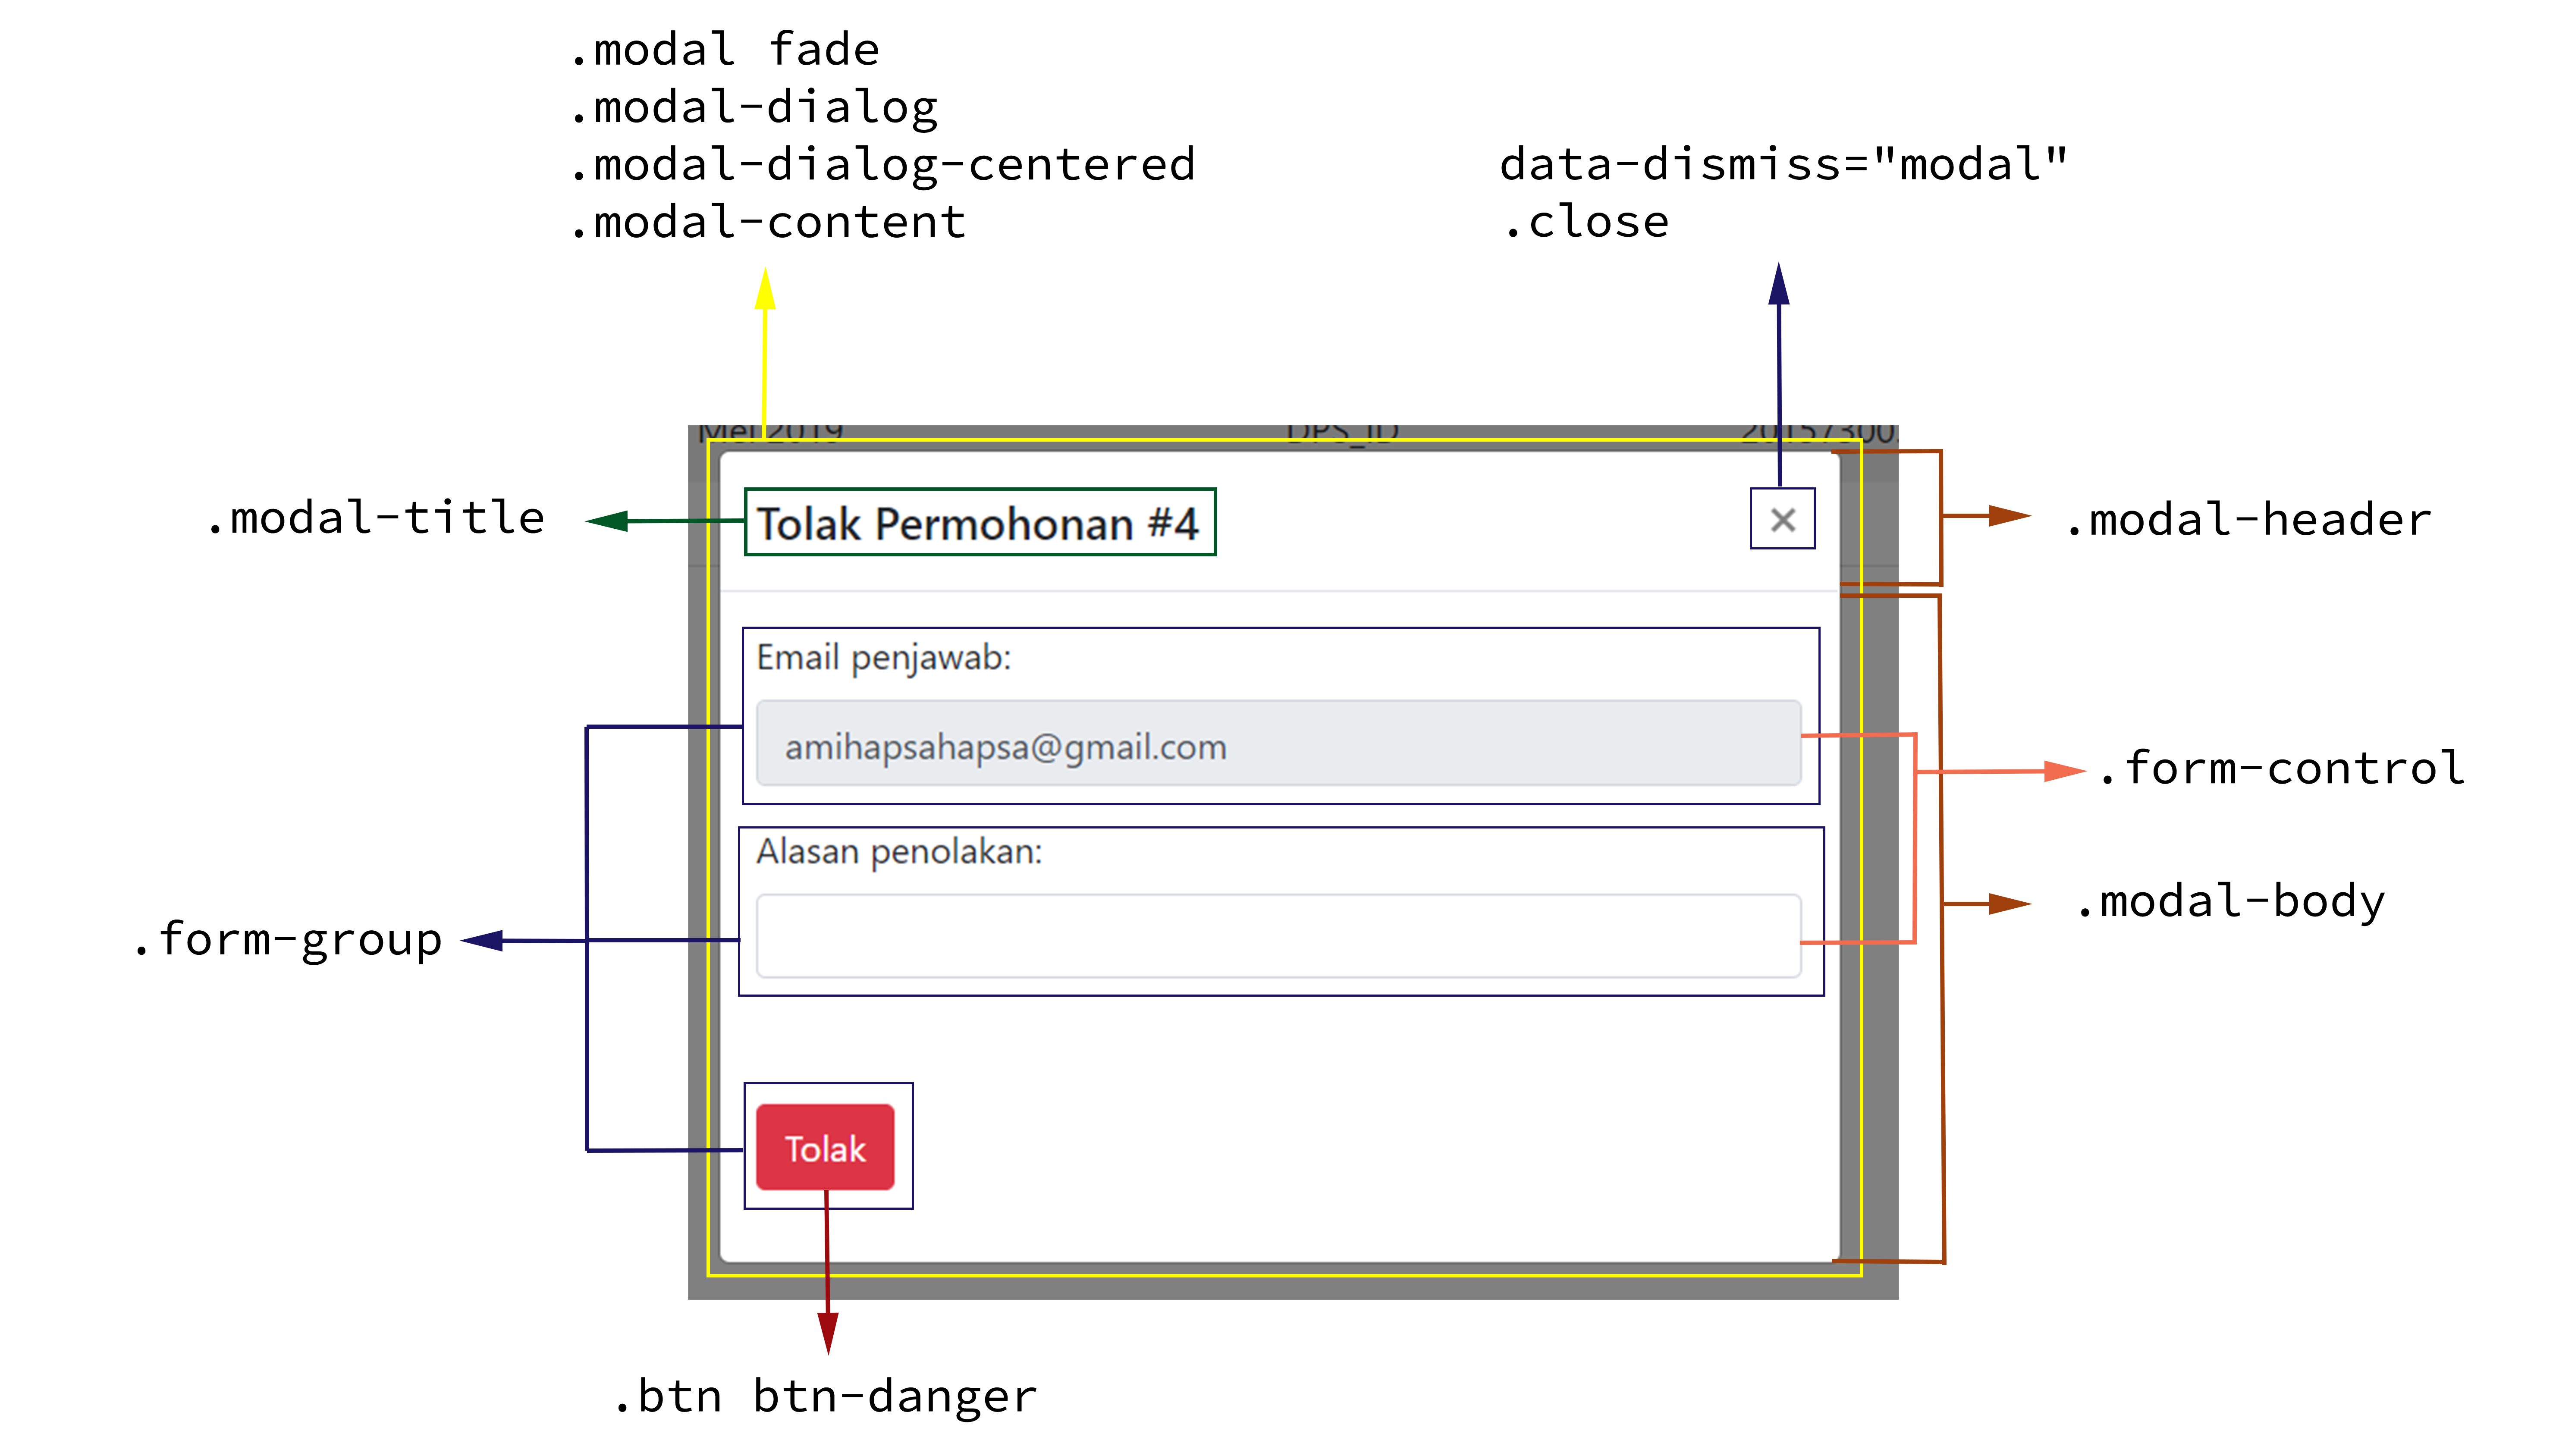 .modal fade
.modal-dialog
.modal-dialog-centered
.modal-content
data-dismiss="modal"
.close
Mei 2019 DPS_ID 20157300
.modal-title
Tolak Permohonan #4
×
.modal-header
Email penjawab:
amihapsahapsa@gmail.com
.form-control
Alasan penolakan:
.modal-body
.form-group
Tolak
.btn btn-danger